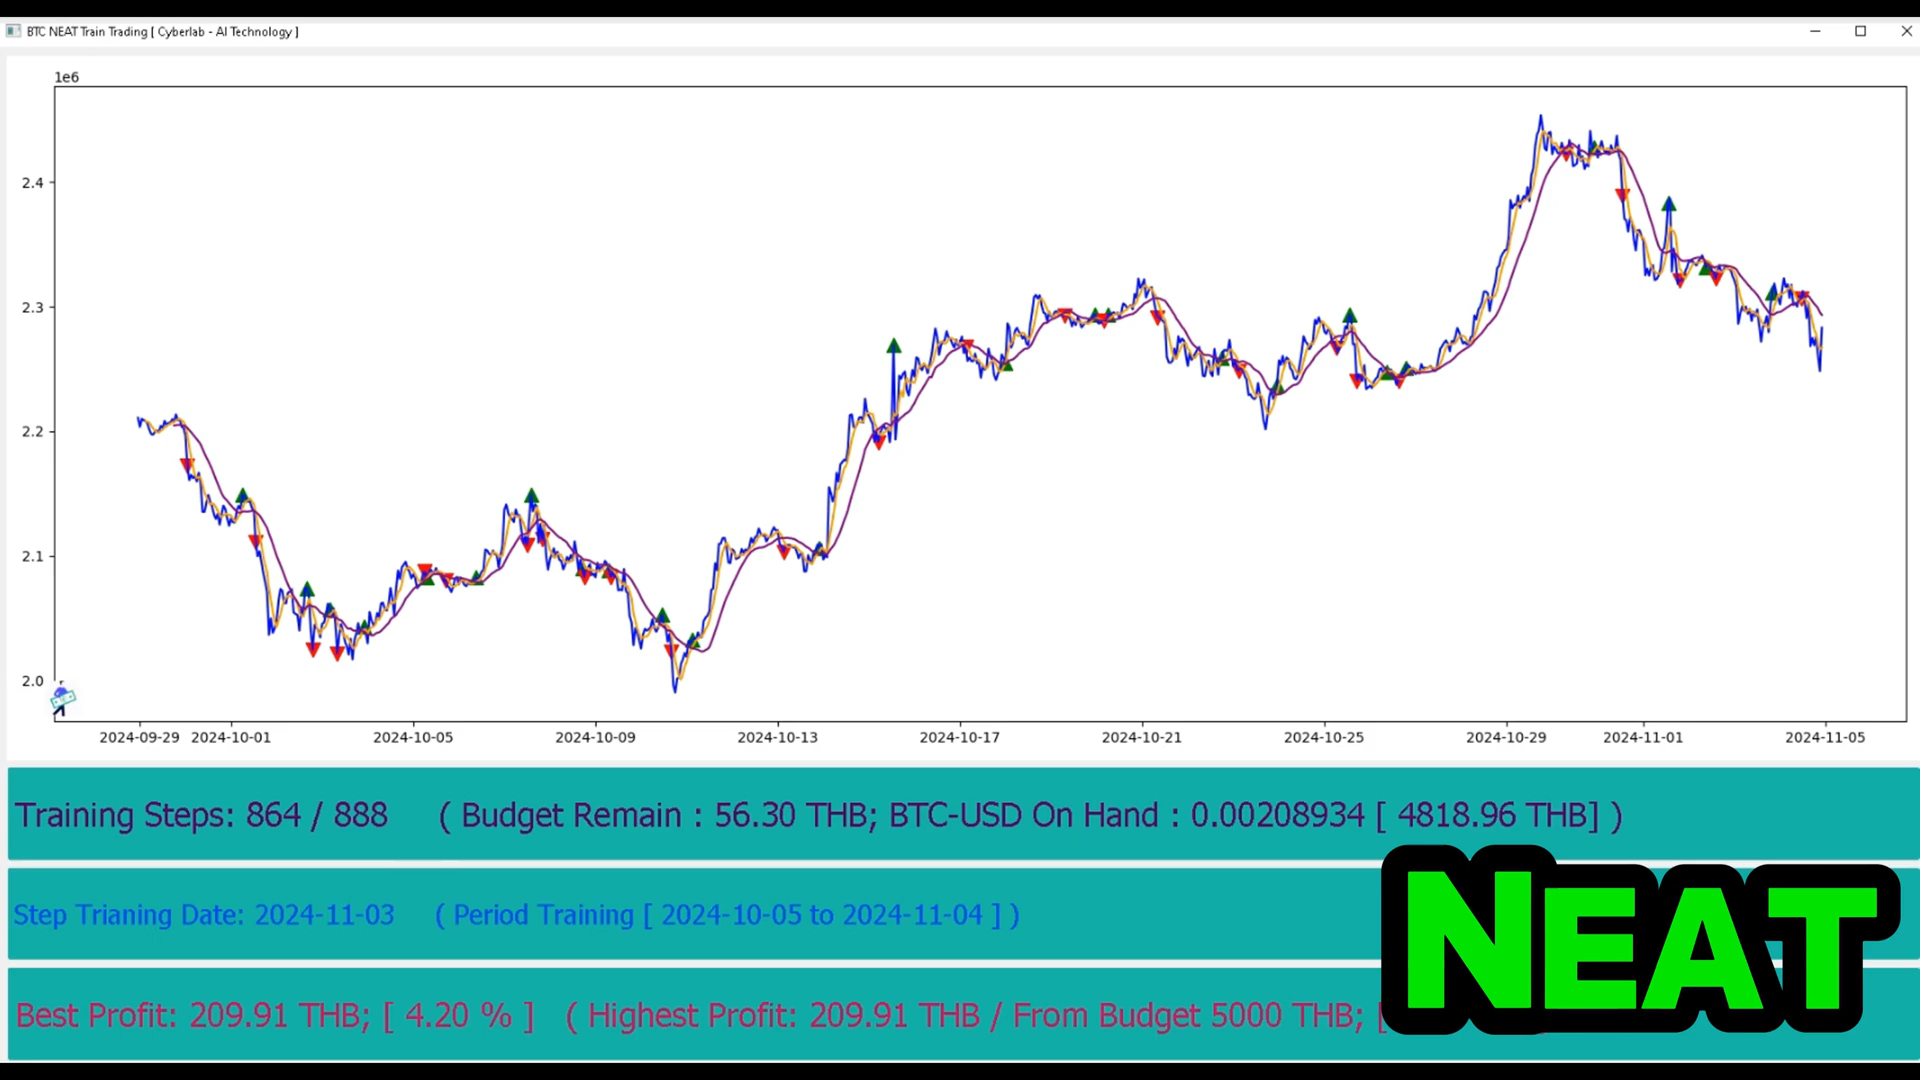 BTC NEAT Train Trading [ Cyberlab - AI Technology ]
1e6
2.4
2.3
2.2
2.1
2.0
2024-09-29 2024-10-01 2024-10-05 2024-10-09 2024-10-13 2024-10-17 2024-10-21 2024-10-25 2024-10-29 2024-11-01 2024-11-05
Training Steps: 864 / 888 ( Budget Remain : 56.30 THB; BTC-USD On Hand : 0.00208934 [ 4818.96 THB] )
Step Trianing Date: 2024-11-03 ( Period Training [ 2024-10-05 to 2024-11-04 ] )
Best Profit: 209.91 THB; [ 4.20 % ] ( Highest Profit: 209.91 THB / From Budget 5000 THB; [
NEAT